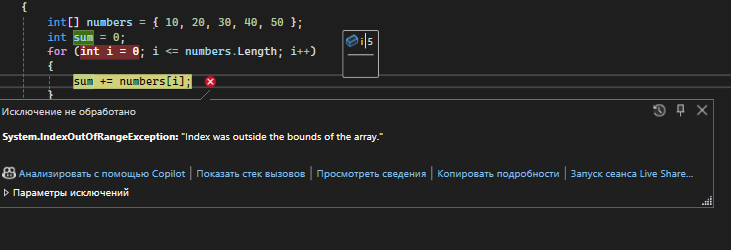 {
int[] numbers = { 10, 20, 30, 40, 50 };
int sum = 0;
for (int i = 0; i <= numbers.Length; i++)
i 5
{
sum += numbers[i];
}
Исключение не обработано
System.IndexOutOfRangeException: "Index was outside the bounds of the array."
Анализировать с помощью Copilot | Показать стек вызовов | Просмотреть сведения | Копировать подробности | Запуск сеанса Live Share...
Параметры исключений